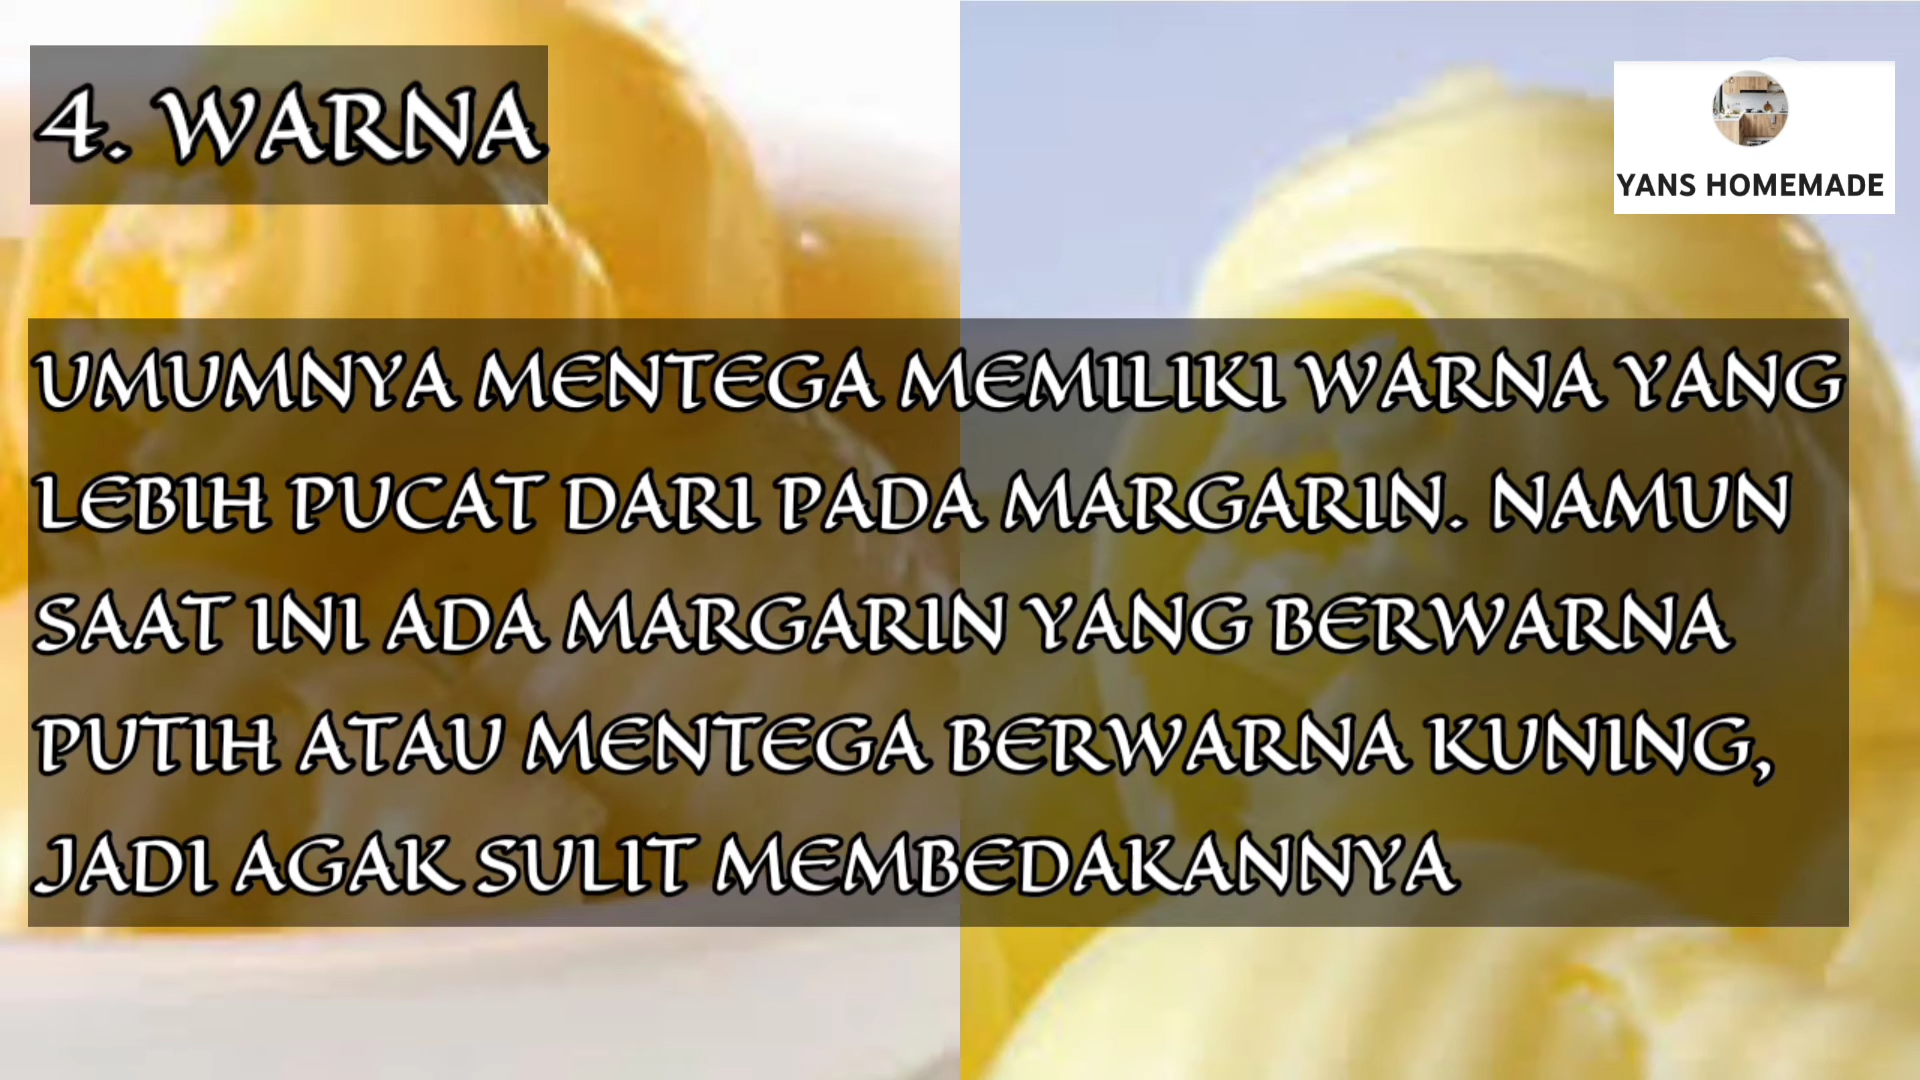 4. WARNA
YANS HOMEMADE
UMUMNYA MENTEGA MEMILIKI WARNA YANG
LEBIH PUCAT DARI PADA MARGARIN. NAMUN
SAAT INI ADA MARGARIN YANG BERWARNA
PUTIH ATAU MENTEGA BERWARNA KUNING,
JADI AGAK SULIT MEMBEDAKANNYA